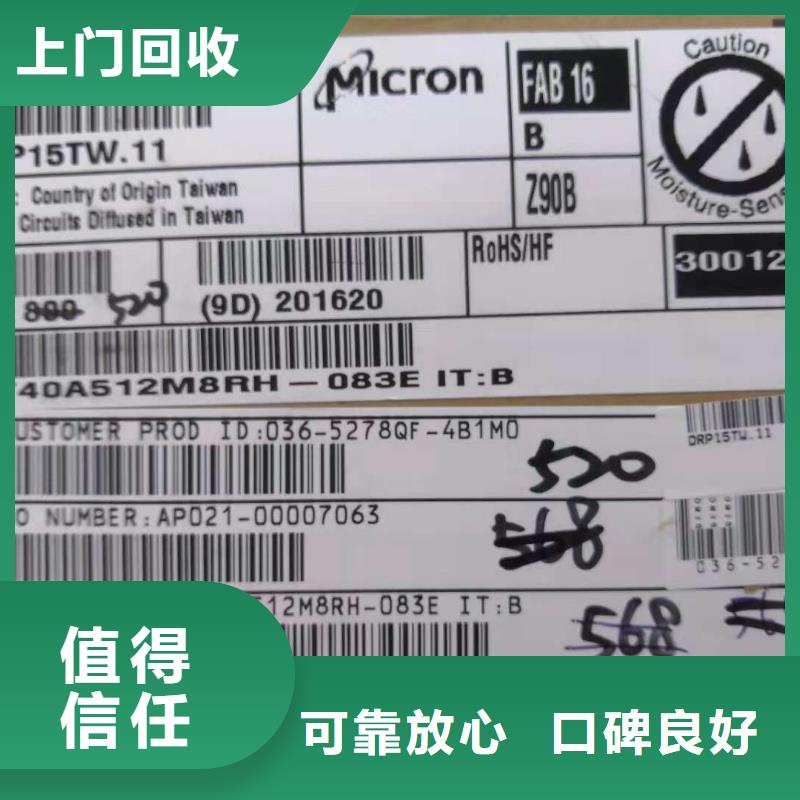 上门回收
Micron
FAB 16
B
Caution
Moisture-Sens
P15TW.11
: Country of Origin Taiwan
Circuits Diffused in Taiwan
Z90B
800 520
(9D) 201620
RoHS/HF
30012
40A512M8RH-083E IT:B
USTOMER PROD ID:036-5278QF-4B1M0
520
DRP15TW.11
O NUMBER:AP021-00007063
568
036-52
512M8RH-083E IT:B
568
值得
信任
可靠放心 口碑良好